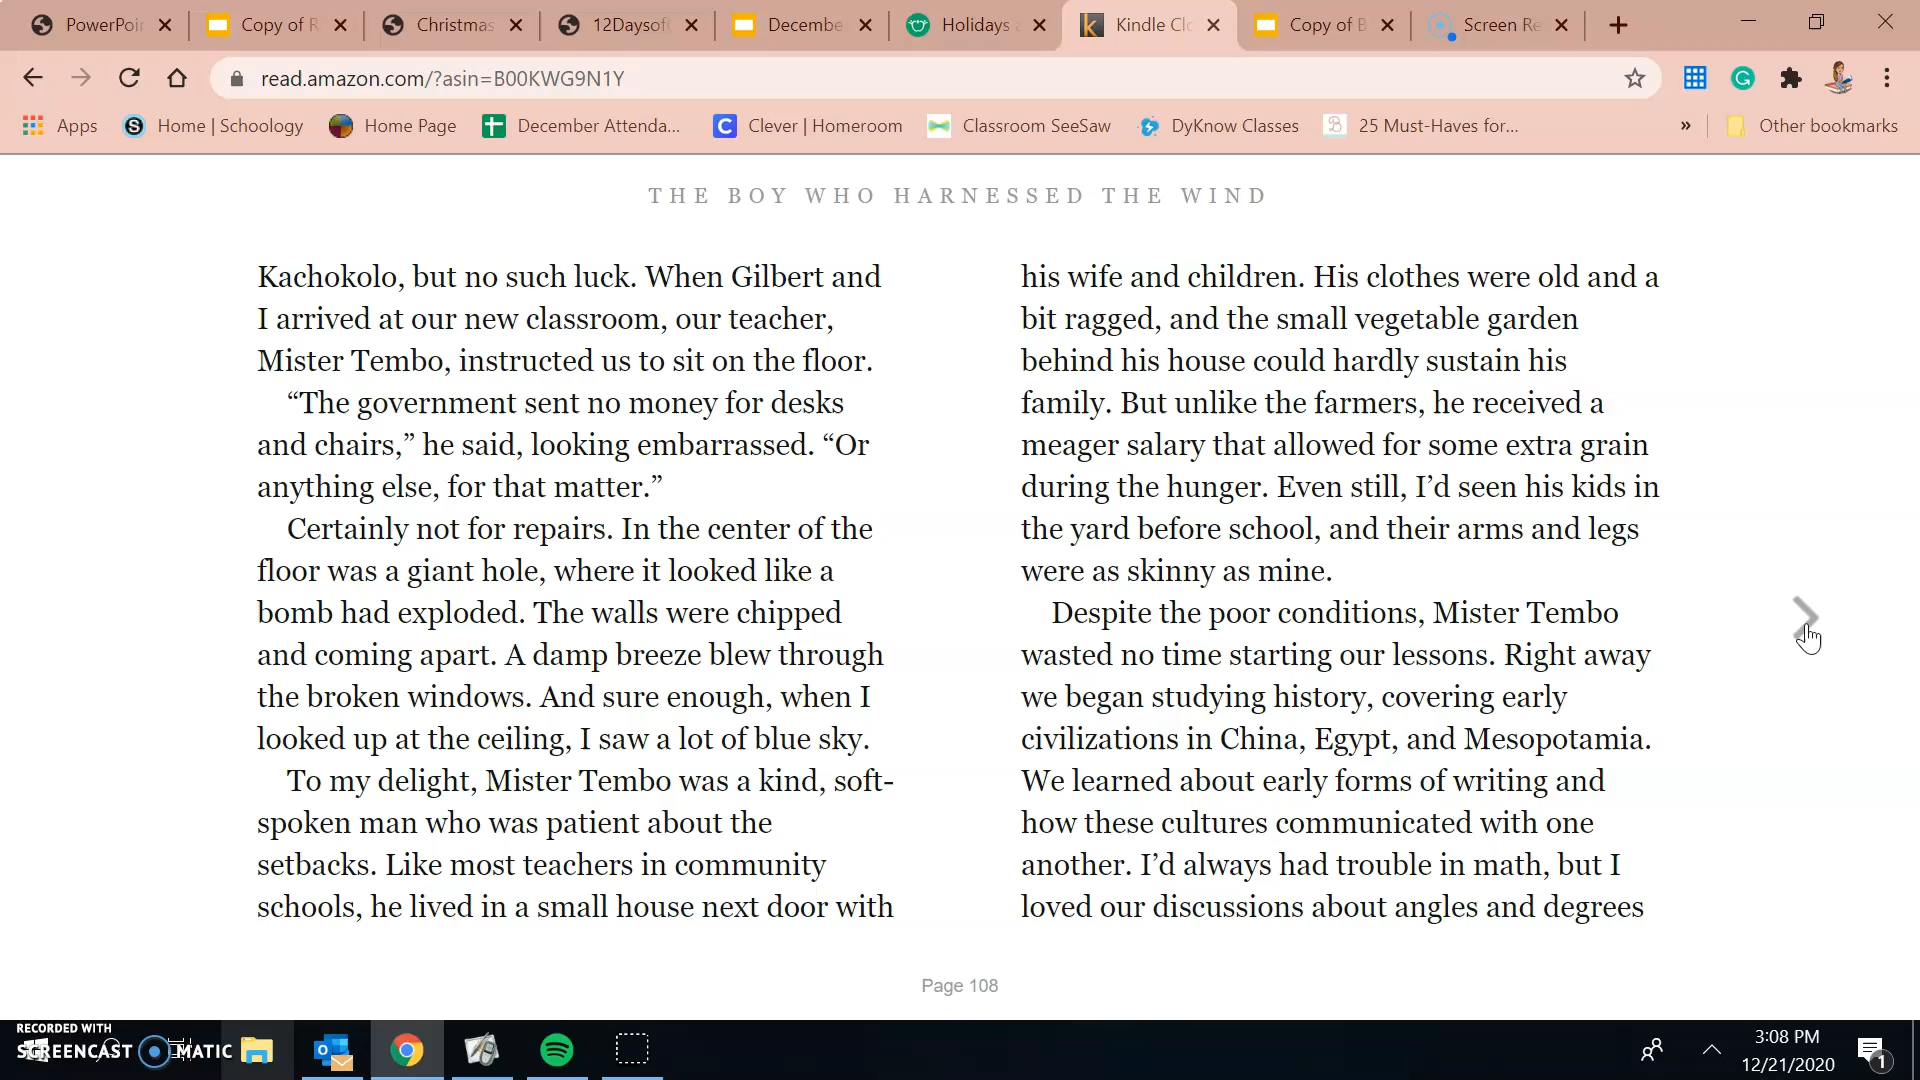 PowerPoin
Copy of R
Christmas
12Daysof
Decembe
Holidays
Kindle Clo
Copy of B
Screen Re
read.amazon.com/?asin=B00KWG9N1Y
Apps
Home | Schoology
Home Page
December Attenda...
Clever | Homeroom
Classroom SeeSaw
DyKnow Classes
25 Must-Haves for...
»
Other bookmarks
THE BOY WHO HARNESSED THE WIND
Kachokolo, but no such luck. When Gilbert and
I arrived at our new classroom, our teacher,
Mister Tembo, instructed us to sit on the floor.
“The government sent no money for desks
and chairs,” he said, looking embarrassed. “Or
anything else, for that matter.”
Certainly not for repairs. In the center of the
floor was a giant hole, where it looked like a
bomb had exploded. The walls were chipped
and coming apart. A damp breeze blew through
the broken windows. And sure enough, when I
looked up at the ceiling, I saw a lot of blue sky.
To my delight, Mister Tembo was a kind, soft-
spoken man who was patient about the
setbacks. Like most teachers in community
schools, he lived in a small house next door with
his wife and children. His clothes were old and a
bit ragged, and the small vegetable garden
behind his house could hardly sustain his
family. But unlike the farmers, he received a
meager salary that allowed for some extra grain
during the hunger. Even still, I’d seen his kids in
the yard before school, and their arms and legs
were as skinny as mine.
Despite the poor conditions, Mister Tembo
wasted no time starting our lessons. Right away
we began studying history, covering early
civilizations in China, Egypt, and Mesopotamia.
We learned about early forms of writing and
how these cultures communicated with one
another. I’d always had trouble in math, but I
loved our discussions about angles and degrees
Page 108
RECORDED WITH
SCREENCAST MATIC
3:08 PM
12/21/2020
1